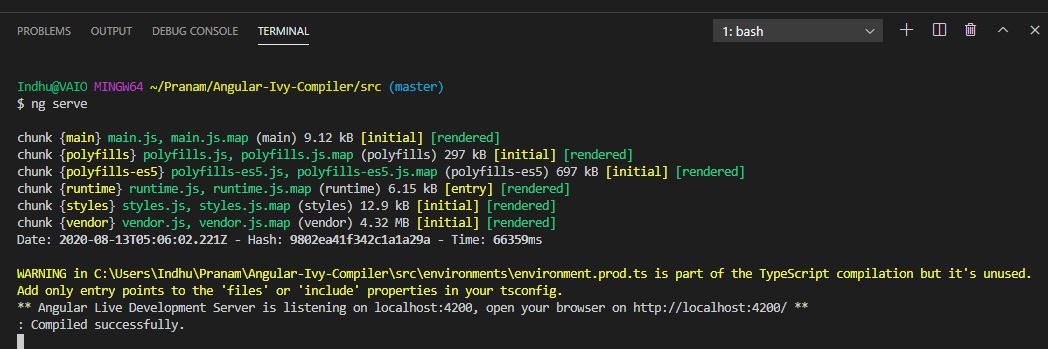 PROBLEMS OUTPUT DEBUG CONSOLE TERMINAL 1: bash
Indhu@VAIO MINGW64 ~/Pranam/Angular-Ivy-Compiler/src (master)
$ ng serve
chunk {main} main.js, main.js.map (main) 9.12 kB [initial] [rendered]
chunk {polyfills} polyfills.js, polyfills.js.map (polyfills) 297 kB [initial] [rendered]
chunk {polyfills-es5} polyfills-es5.js, polyfills-es5.js.map (polyfills-es5) 697 kB [initial] [rendered]
chunk {runtime} runtime.js, runtime.js.map (runtime) 6.15 kB [entry] [rendered]
chunk {styles} styles.js, styles.js.map (styles) 12.9 kB [initial] [rendered]
chunk {vendor} vendor.js, vendor.js.map (vendor) 4.32 MB [initial] [rendered]
Date: 2020-08-13T05:06:02.221Z - Hash: 9802ea41f342c1a1a29a - Time: 66359ms
WARNING in C:\Users\Indhu\Pranam\Angular-Ivy-Compiler\src\environments\environment.prod.ts is part of the TypeScript compilation but it's unused.
Add only entry points to the 'files' or 'include' properties in your tsconfig.
** Angular Live Development Server is listening on localhost:4200, open your browser on http://localhost:4200/ **
: Compiled successfully.